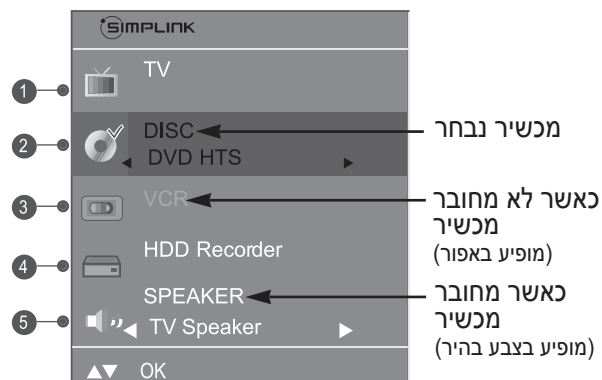 SIMPLINK
1
TV
2
DISC
DVD HTS
מכשיר נבחר
3
VCR
כאשר לא מחובר
מכשיר
(מופיע באפור)
4
HDD Recorder
5
SPEAKER
TV Speaker
כאשר מחובר
מכשיר
(מופיע בצבע בהיר)
▲▼ OK